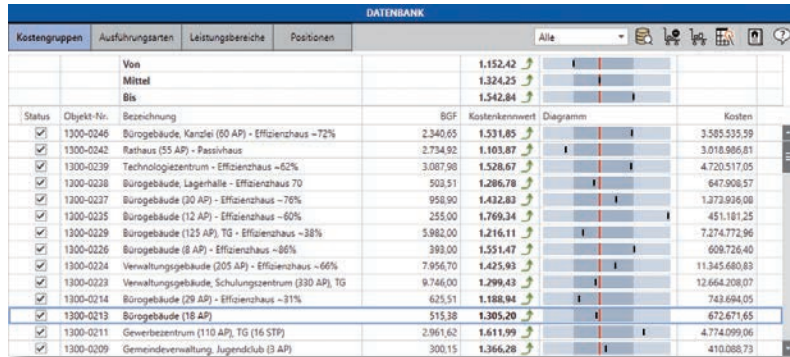 DATENBANK
Kostengruppen Ausführungsarten Leistungsbereiche Positionen Alle
Von 1.152,42
Mittel 1.324,25
Bis 1.542,84
Status Objekt-Nr. Bezeichnung BGF Kostenkennwert Diagramm Kosten
1300-0246 Bürogebäude, Kanzlei (60 AP) - Effizienzhaus ~72% 2.340,65 1.531,85 3.585.535,59
1300-0242 Rathaus (55 AP) - Passivhaus 2.734,92 1.103,87 3.018.986,81
1300-0239 Technologiezentrum - Effizienzhaus ~62% 3.087,98 1.528,67 4.720.517,05
1300-0238 Bürogebäude, Lagerhalle - Effizienzhaus 70 503,51 1.286,78 647.908,57
1300-0237 Bürogebäude (30 AP) - Effizienzhaus ~76% 958,90 1.432,83 1.373.936,08
1300-0235 Bürogebäude (12 AP) - Effizienzhaus ~60% 255,00 1.769,34 451.181,25
1300-0229 Bürogebäude (125 AP), TG - Effizienzhaus ~38% 5.982,00 1.216,11 7.274.772,96
1300-0226 Bürogebäude (8 AP) - Effizienzhaus ~86% 393,00 1.551,47 609.726,40
1300-0224 Verwaltungsgebäude (205 AP) - Effizienzhaus ~66% 7.956,70 1.425,93 11.345.680,83
1300-0223 Verwaltungsgebäude, Schulungszentrum (330 AP), TG 9.746,00 1.299,43 12.664.208,07
1300-0214 Bürogebäude (29 AP) - Effizienzhaus ~31% 625,51 1.188,94 743.694,05
1300-0213 Bürogebäude (18 AP) 515,38 1.305,20 672.671,65
1300-0211 Gewerbezentrum (110 AP), TG (16 STP) 2.961,62 1.611,99 4.774.099,06
1300-0209 Gemeindeverwaltung, Jugendclub (3 AP) 300,15 1.366,28 410.088,73